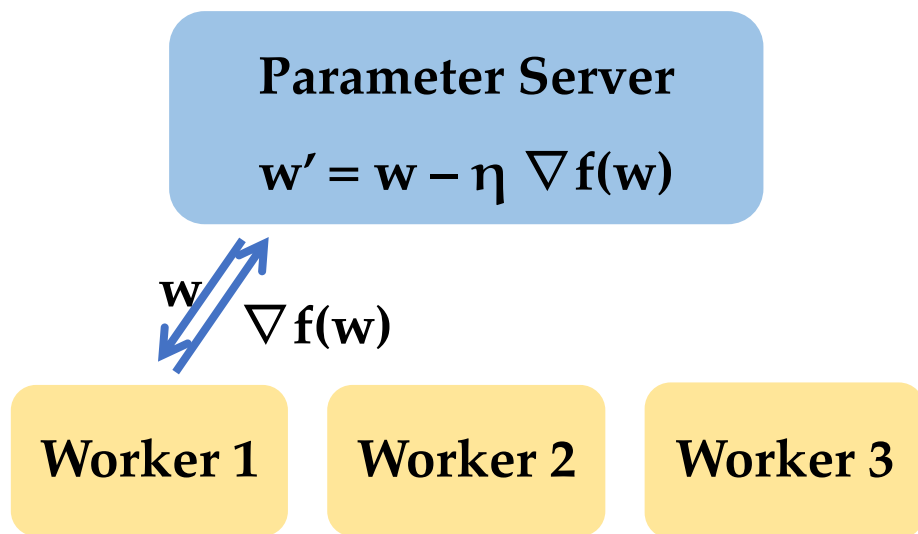 Parameter Server
w’ = w – η ∇f(w)
w
∇f(w)
Worker 1
Worker 2
Worker 3